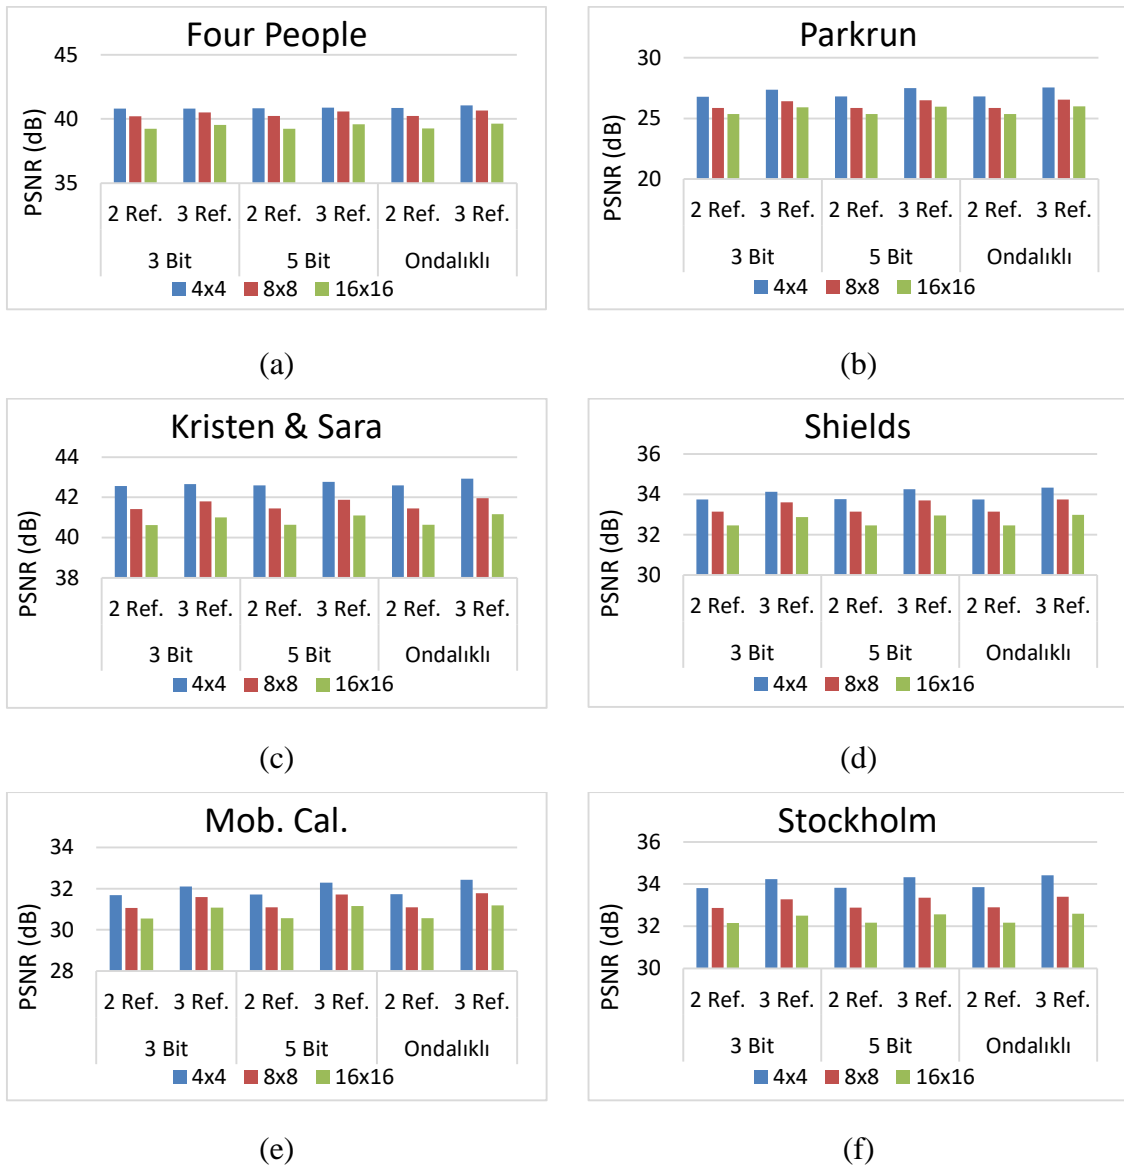 Four People
45
40
35
PSNR (dB)
2 Ref. 3 Ref. 2 Ref. 3 Ref. 2 Ref. 3 Ref.
3 Bit 5 Bit Ondalıklı
4x4 8x8 16x16
(a)
Parkrun
30
25
20
PSNR (dB)
2 Ref. 3 Ref. 2 Ref. 3 Ref. 2 Ref. 3 Ref.
3 Bit 5 Bit Ondalıklı
4x4 8x8 16x16
(b)
Kristen & Sara
44
42
40
38
PSNR (dB)
2 Ref. 3 Ref. 2 Ref. 3 Ref. 2 Ref. 3 Ref.
3 Bit 5 Bit Ondalıklı
4x4 8x8 16x16
(c)
Shields
36
34
32
30
PSNR (dB)
2 Ref. 3 Ref. 2 Ref. 3 Ref. 2 Ref. 3 Ref.
3 Bit 5 Bit Ondalıklı
4x4 8x8 16x16
(d)
Mob. Cal.
34
32
30
28
PSNR (dB)
2 Ref. 3 Ref. 2 Ref. 3 Ref. 2 Ref. 3 Ref.
3 Bit 5 Bit Ondalıklı
4x4 8x8 16x16
(e)
Stockholm
36
34
32
30
PSNR (dB)
2 Ref. 3 Ref. 2 Ref. 3 Ref. 2 Ref. 3 Ref.
3 Bit 5 Bit Ondalıklı
4x4 8x8 16x16
(f)